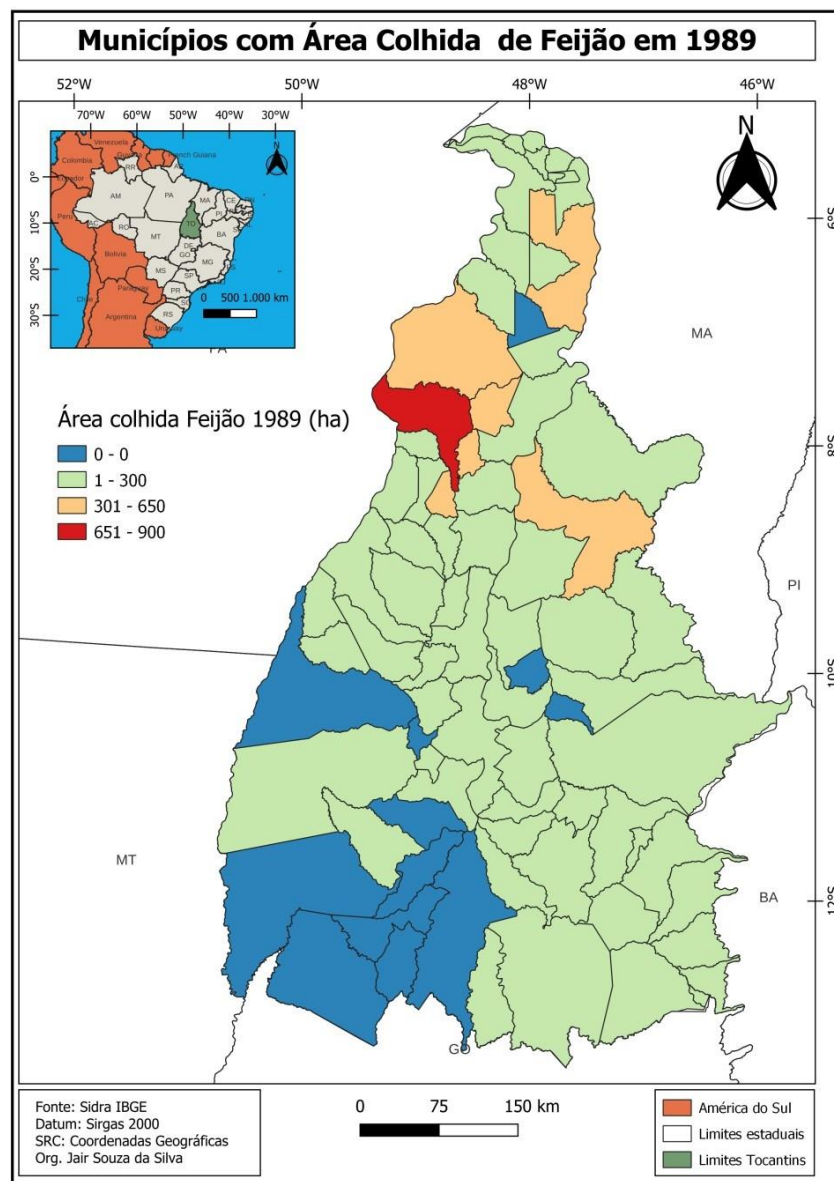 Municípios com Área Colhida de Feijão em 1989
52°W 50°W 48°W 46°W
70°W 60°W 50°W 40°W
0°
10°S
20°S
30°S
Venezuela
Colombia
French Guiana
RR
AM
PA
MA
CE
PI
AC
RO
TO
BA
Peru
MT
DF
GO
Bolivia
MG
MS
SP
Paraguay
PR
SC
Chile
RS
Argentina
Uruguay
0 500 1.000 km
N
6°S
8°S
10°S
12°S
PA
MA
PI
MT
BA
GO
Área colhida Feijão 1989 (ha)
0 - 0
1 - 300
301 - 650
651 - 900
Fonte: Sidra IBGE
Datum: Sirgas 2000
SRC: Coordenadas Geográficas
Org. Jair Souza da Silva
0 75 150 km
América do Sul
Limites estaduais
Limites Tocantins